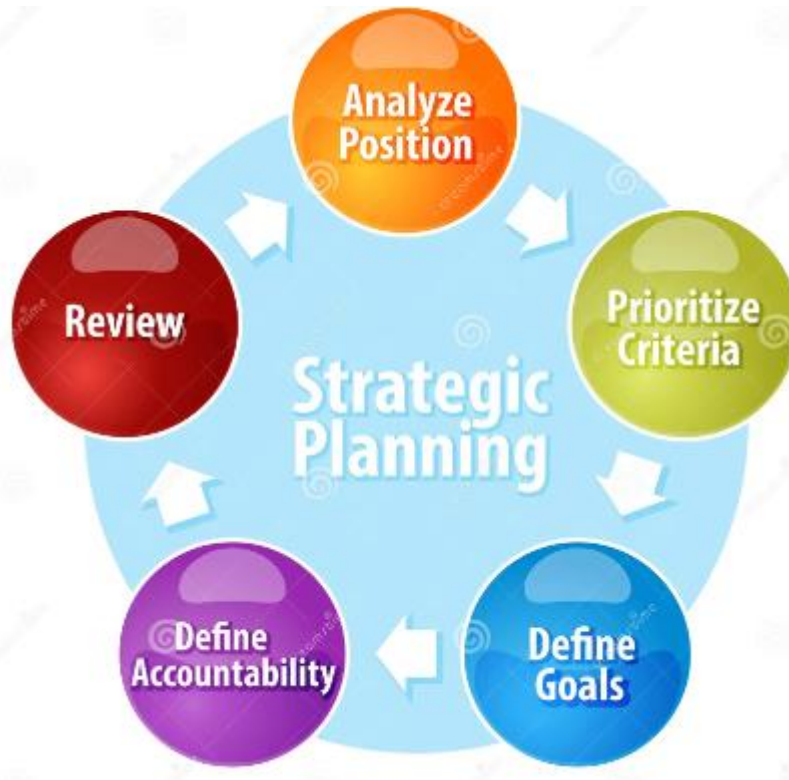 Analyze
Position
Prioritize
Criteria
Define
Goals
Define
Accountability
Review
Strategic
Planning